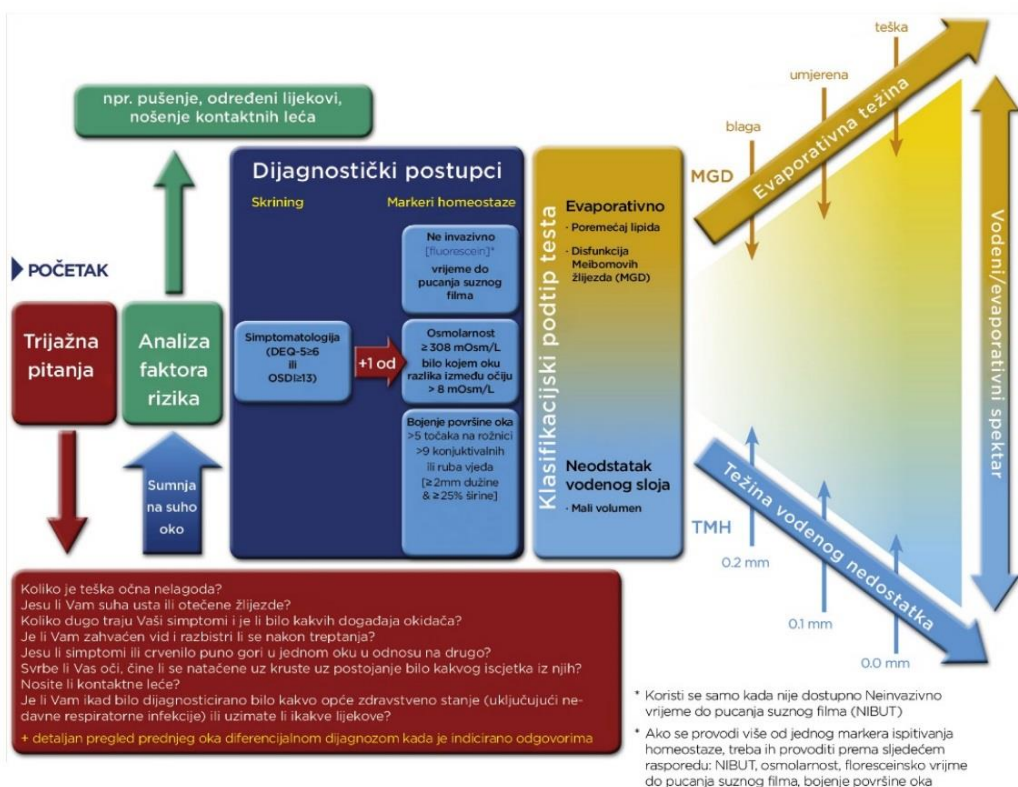 npr. pušenje, određeni lijekovi,
nošenje kontaktnih leća
POČETAK
Trijažna
pitanja
Analiza
faktora
rizika
Sumnja
na suho
oko
Dijagnostički postupci
Skrining
Markeri homeostaze
Simptomatologija
(DEQ-5≥6
ili
OSDI≥13)
+1 od
Ne invazivno
[fluorescein]*
vrijeme do
pucanja suznog
filma
Osmolarnost
≥308 mOsm/L
bilo kojem oku
razlika između očiju
> 8 mOsm/L
Bojenje površine oka
>5 točaka na rožnici
>9 konjuktivalnih
ili ruba vjeđa
[≥2mm dužine
& ≥25% širine]
Klasifikacijski podtip testa
Evaporativno
· Poremećaj lipida
· Disfunkcija
Meibomovih
žlijezda (MGD)
Neodstatak
vodenog sloja
· Mali volumen
MGD
blaga
umjerena
teška
Evaporativna težina
Vodeni/evaporativni spektar
TMH
0.2 mm
0.1 mm
0.0 mm
Težina vodenog nedostatka
Koliko je teška očna nelagoda?
Jesu li Vam suha usta ili otečene žlijezde?
Koliko dugo traju Vaši simptomi i je li bilo kakvih događaja okidača?
Je li Vam zahvaćen vid i razbistri li se nakon treptanja?
Jesu li simptomi ili crvenilo puno gori u jednom oku u odnosu na drugo?
Svrbe li Vas oči, čine li se natačene uz kruste uz postojanje bilo kakvog iscjetka iz njih?
Nosite li kontaktne leće?
Je li Vam ikad bilo dijagnosticirano bilo kakvo opće zdravstveno stanje (uključujući ne-
davne respiratorne infekcije) ili uzimate li ikakve lijekove?
+ detaljan pregled prednjeg oka diferencijalnom dijagnozom kada je indicirano odgovorima
* Koristi se samo kada nije dostupno Neinvazivno
vrijeme do pucanja suznog filma (NIBUT)
* Ako se provodi više od jednog markera ispitivanja
homeostaze, treba ih provoditi prema sljedećem
rasporedu: NIBUT, osmolarnost, floresceinsko vrijme
do pucanja suznog filma, bojenje površine oka